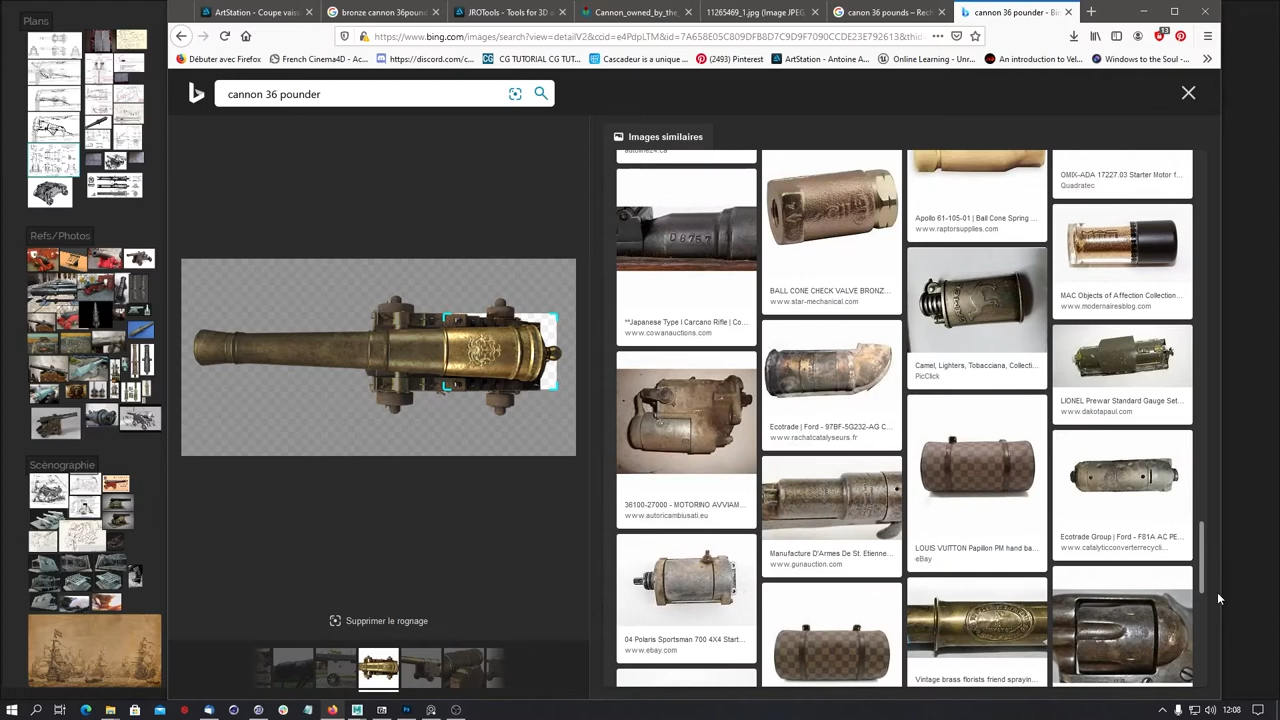 Plans
Refs/Photos
Scènographie
ArtStation - Coune vaise
bronze cannon 36pound
JROTools - Tools for 3D
Cannon_owned_by_the_
11265469_1.jpg (Image JPEG,
canon 36 pounds – Rech
cannon 36 pounder - Bin
https://www.bing.com/images/search?view=detailV2&ccid=
Débuter avec Firefox
French Cinema4D - Ac...
https://discord.com/c...
CG TUTORIAL CG TUT...
Cascadeur is a unique ...
(2493) Pinterest
ArtStation - Antoine A...
Online Learning - Unr...
An introduction to Vel...
Windows to the Soul -...
cannon 36 pounder
Images similaires
autoline24.ca
**Japanese Type I Carcano Rifle | Co...
www.cowanauctions.com
36100-27000 - MOTORINO AVVIAM...
www.autoricambiusati.eu
04 Polaris Sportsman 700 4X4 Start...
www.ebay.com
BALL CONE CHECK VALVE BRONZ...
www.star-mechanical.com
Ecotrade | Ford - 97BF-5G232-AG C...
www.rachatcatalyseurs.fr
Manufacture D'Armes De St. Etienne...
www.gunauction.com
Apollo 61-105-01 | Ball Cone Spring ...
www.raptorsupplies.com
Camel, Lighters, Tobacciana, Collecti...
PicClick
LOUIS VUITTON Papillon PM hand ba...
eBay
Vintage brass florists friend sprayin...
OMIX-ADA 17227.03 Starter Motor f...
Quadratec
MAC Objects of Affection Collection...
www.modernairesblog.com
LIONEL Prewar Standard Gauge Set...
www.dakotapaul.com
Ecotrade Group | Ford - F81A AC PE...
www.catalyticconverterrecycli...
D8757
Supprimer le rognage
13
12:08